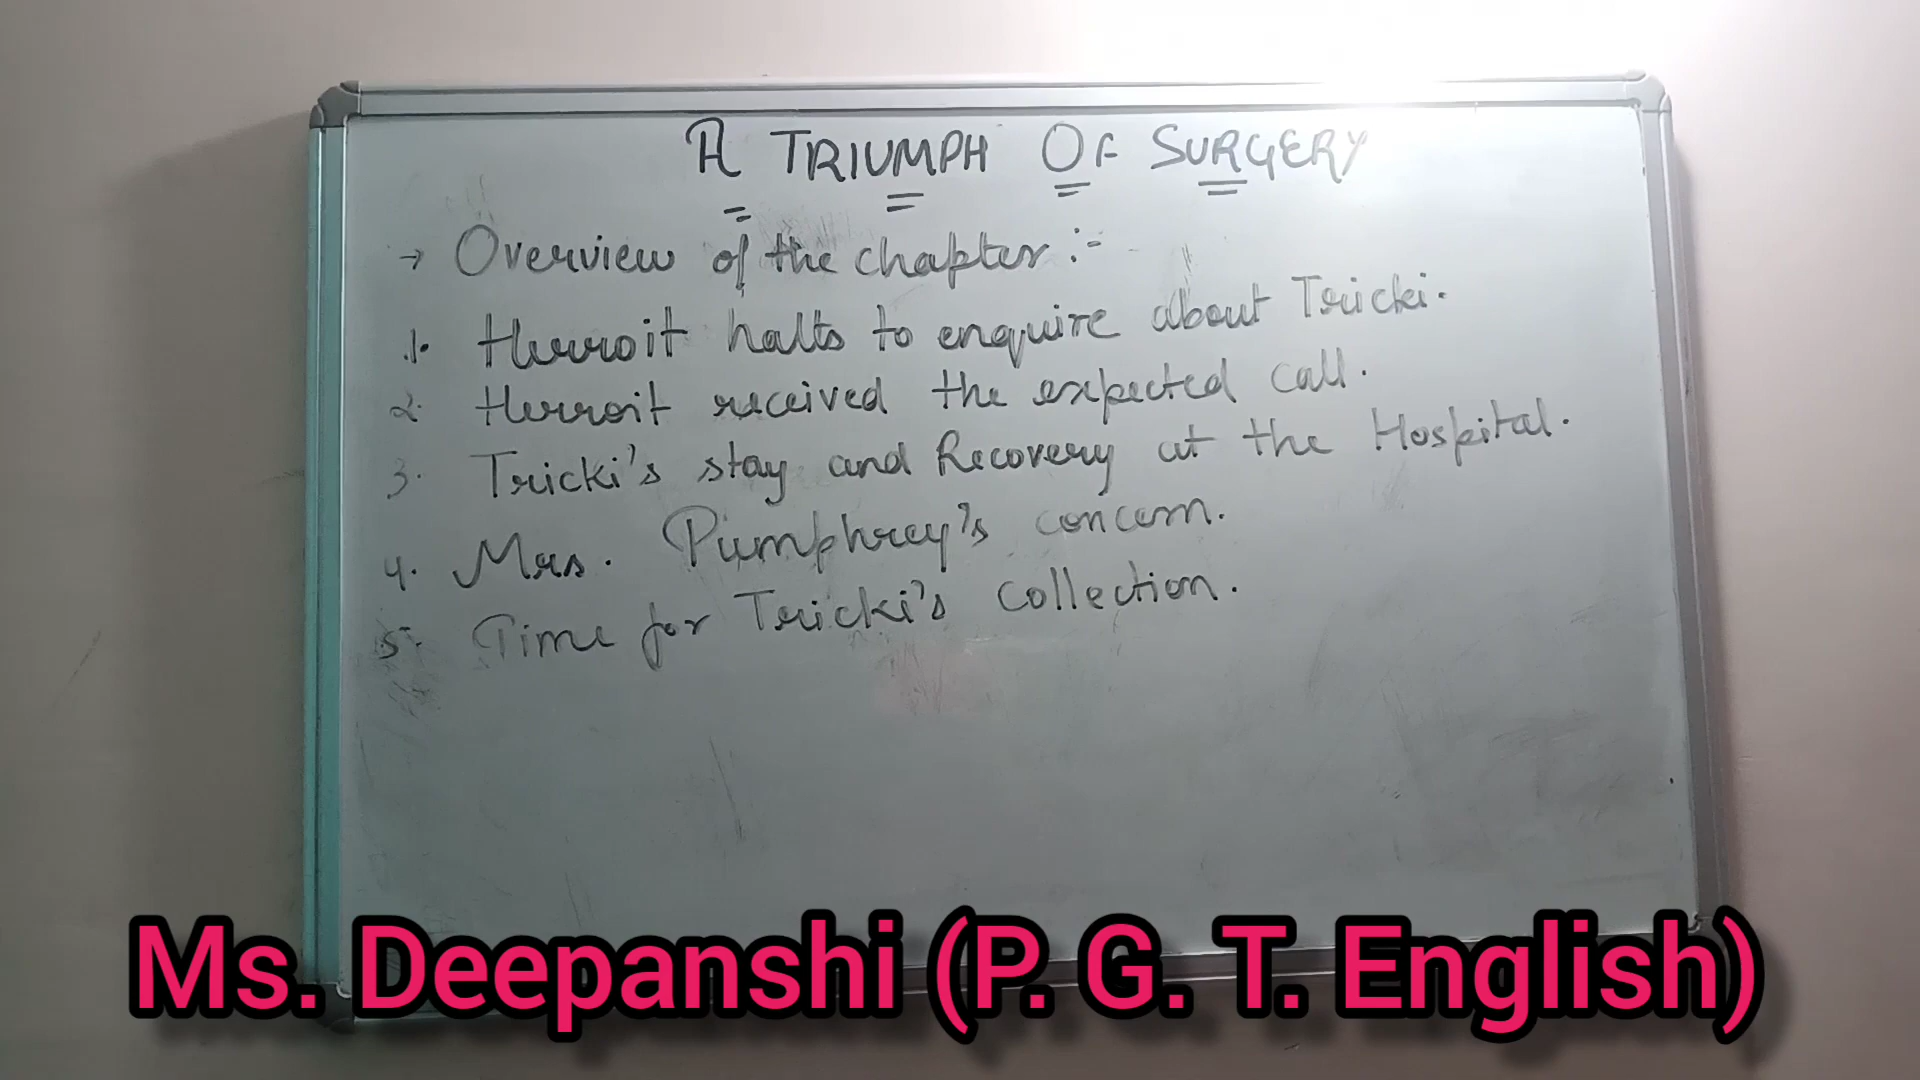 A TRIUMPH OF SURGERY
→ Overview of the chapter :-
1. Herroit halts to enquire about Tricki.
2. Herroit received the expected call.
3. Tricki's stay and Recovery at the Hospital.
4. Mrs. Pumphrey's concern.
5. Time for Tricki's collection.
Ms. Deepanshi (P. G. T. English)